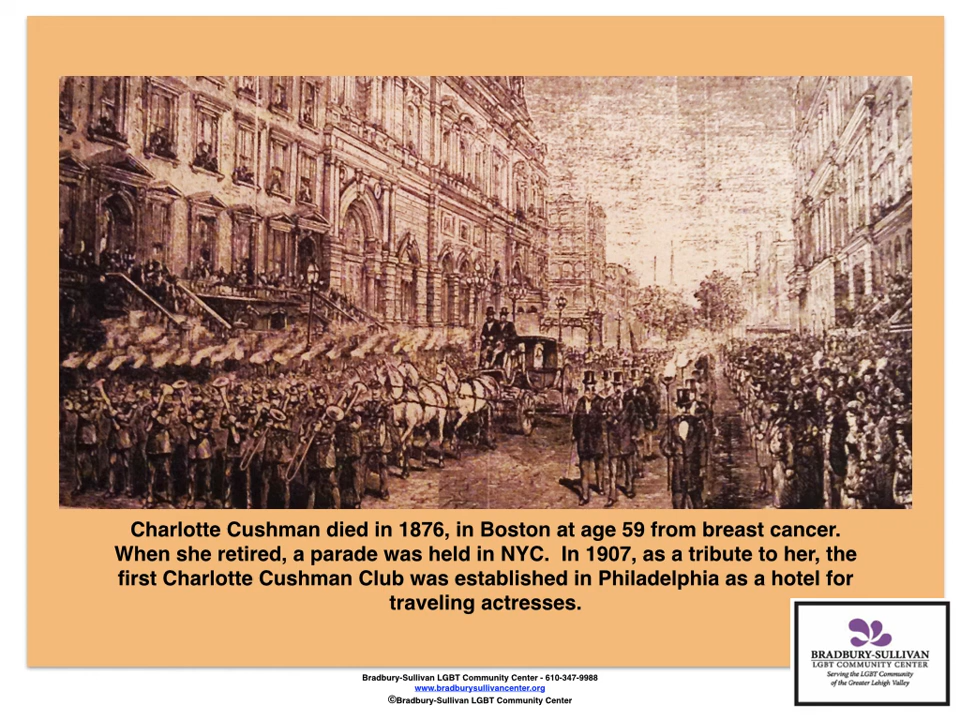 Charlotte Cushman died in 1876, in Boston at age 59 from breast cancer.
When she retired, a parade was held in NYC.  In 1907, as a tribute to her, the
first Charlotte Cushman Club was established in Philadelphia as a hotel for
traveling actresses.
BRADBURY-SULLIVAN
LGBT COMMUNITY CENTER
Serving the LGBT Community
of the Greater Lehigh Valley
Bradbury-Sullivan LGBT Community Center - 610-347-9988
www.bradburysullivancenter.org
©Bradbury-Sullivan LGBT Community Center